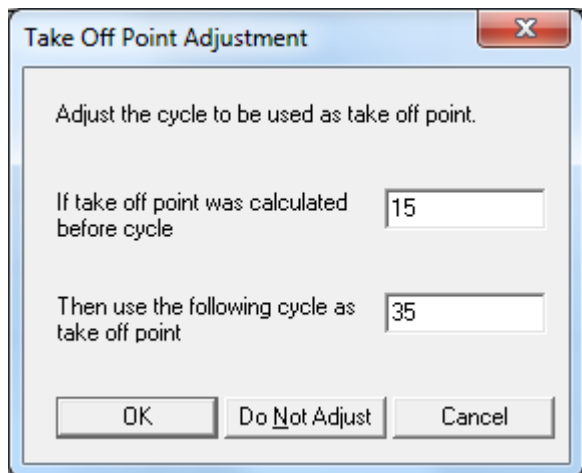 Take Off Point Adjustment
Adjust the cycle to be used as take off point.
If take off point was calculated
before cycle
15
Then use the following cycle as
take off point
35
OK
Do Not Adjust
Cancel